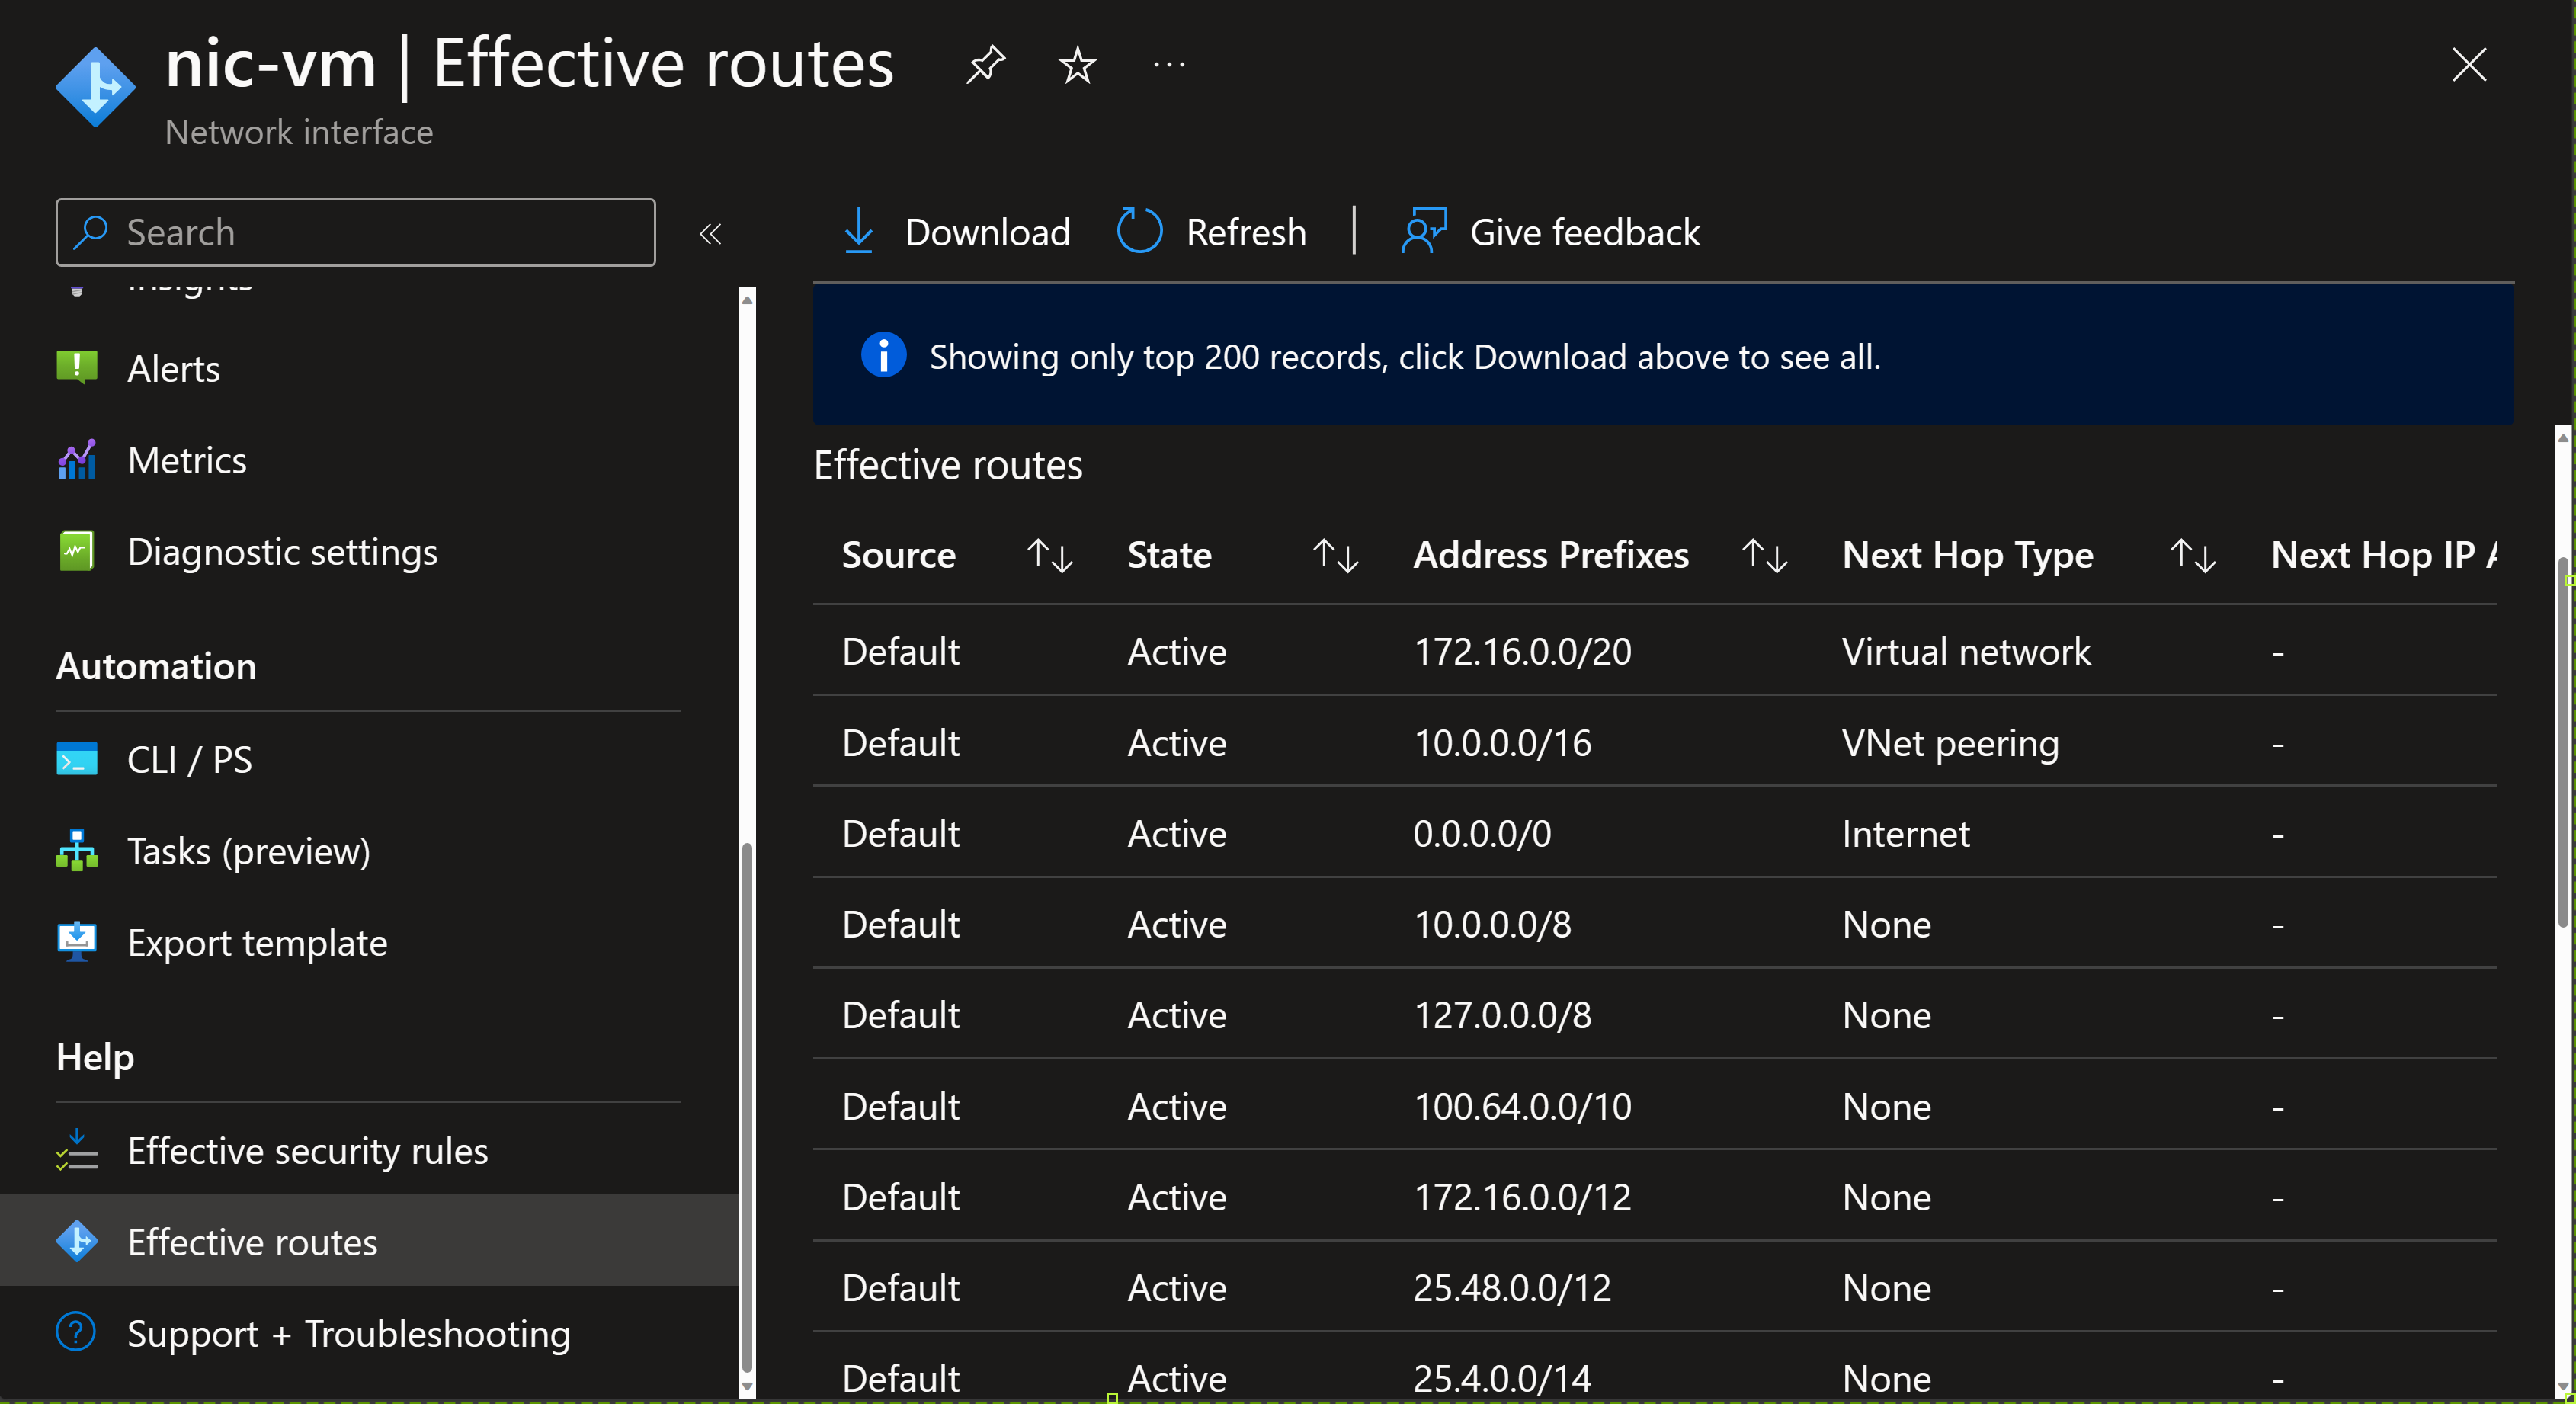 nic-vm | Effective routes
Network interface
Search
Download Refresh Give feedback
Insights
Alerts
Metrics
Diagnostic settings
Automation
CLI / PS
Tasks (preview)
Export template
Help
Effective security rules
Effective routes
Support + Troubleshooting
Showing only top 200 records, click Download above to see all.
Effective routes
Source State Address Prefixes Next Hop Type Next Hop IP A
Default Active 172.16.0.0/20 Virtual network -
Default Active 10.0.0.0/16 VNet peering -
Default Active 0.0.0.0/0 Internet -
Default Active 10.0.0.0/8 None -
Default Active 127.0.0.0/8 None -
Default Active 100.64.0.0/10 None -
Default Active 172.16.0.0/12 None -
Default Active 25.48.0.0/12 None -
Default Active 25.4.0.0/14 None -